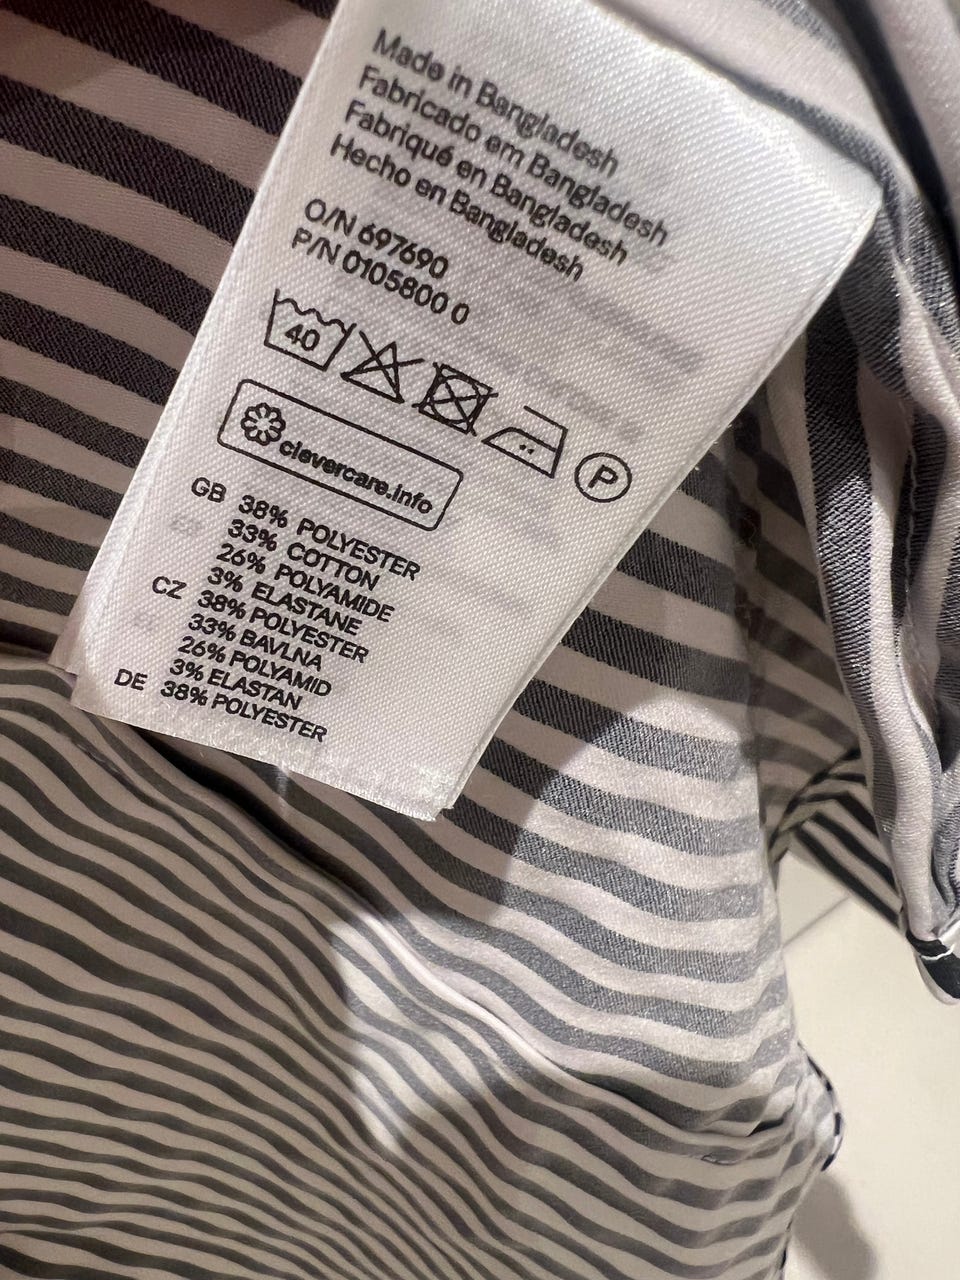 Made in Bangladesh
Fabricado em Bangladesh
Fabriqué en Bangladesh
Hecho en Bangladesh
O/N 697690
P/N 0105800 0
40
P
clevercare.info
GB 38% POLYESTER
33% COTTON
26% POLYAMIDE
3% ELASTANE
CZ 38% POLYESTER
33% BAVLNA
26% POLYAMID
3% ELASTAN
DE 38% POLYESTER